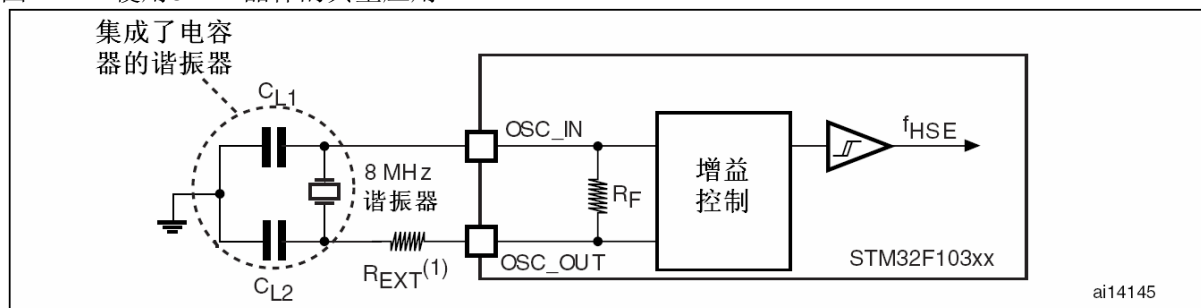 集成了电容
器的谐振器
CL1
OSC_IN
fHSE
8 MHz
谐振器
RF
增益
控制
REXT(1)
OSC_OUT
STM32F103xx
CL2
ai14145